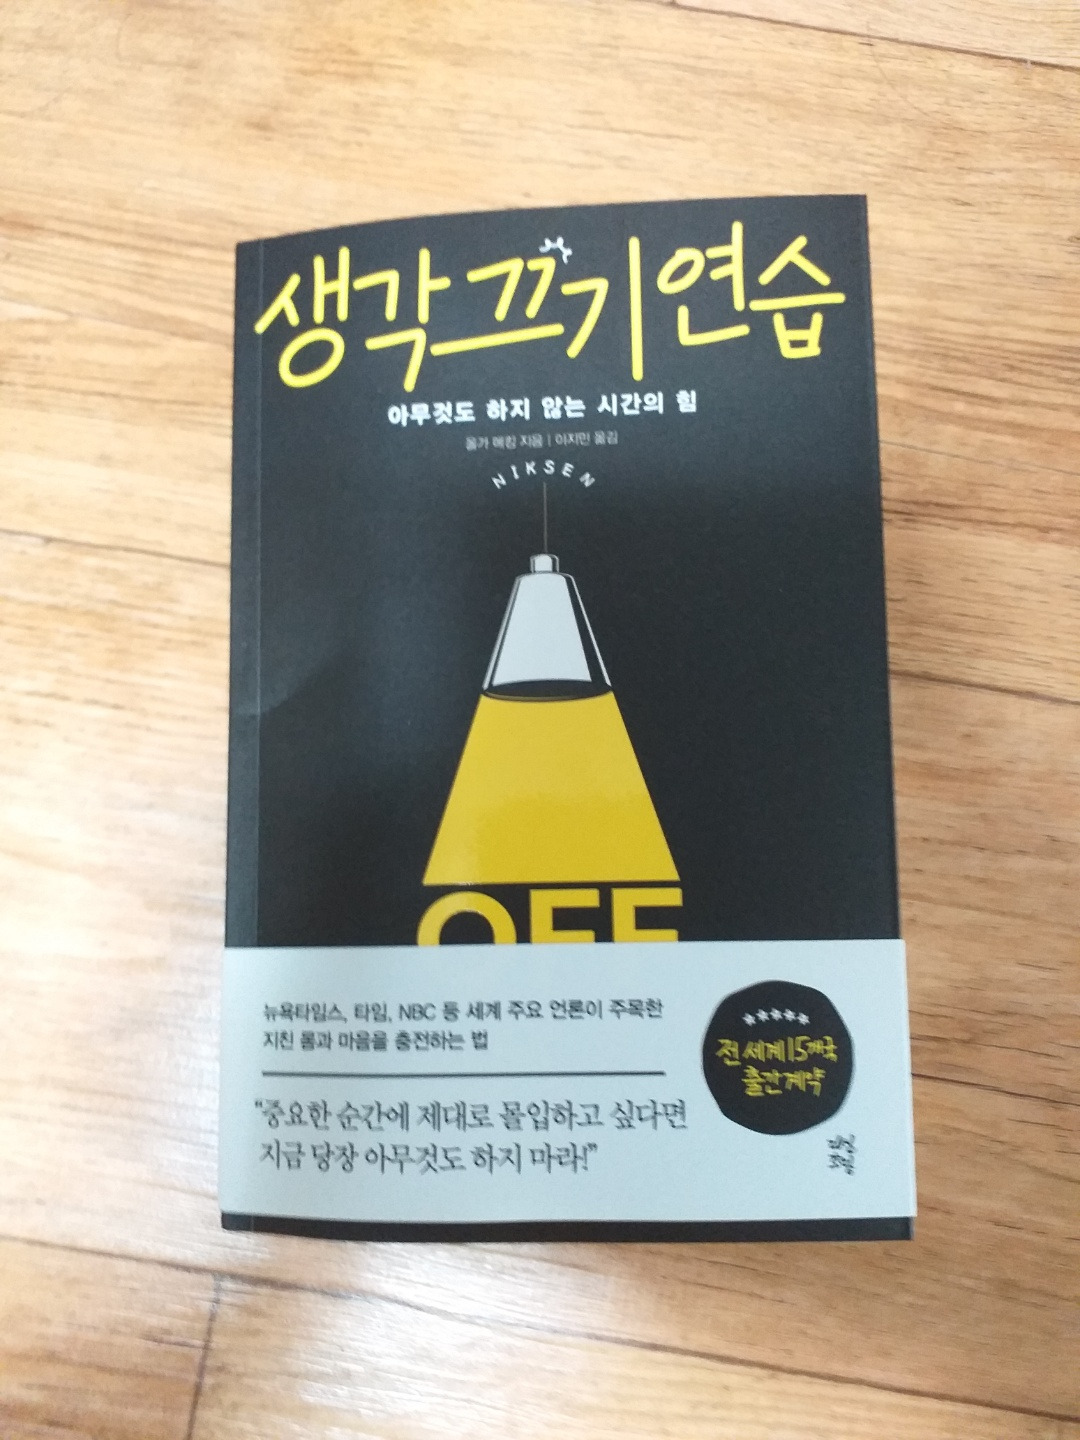 생각끄기연습
아무것도 하지 않는 시간의 힘
올가 메킹 지음 | 이지민 옮김
NIKSEN
OFF
뉴욕타임스, 타임, NBC 등 세계 주요 언론이 주목한
지친 몸과 마음을 충전하는 법
"중요한 순간에 제대로 몰입하고 싶다면
지금 당장 아무것도 하지 마라!"
전 세계 15개국
출간 계약
다산
초당